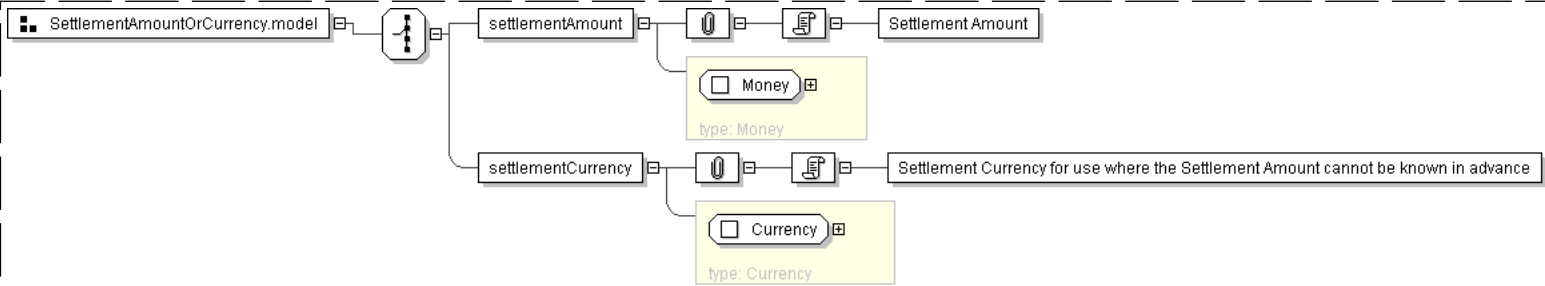 SettlementAmountOrCurrency.model
settlementAmount
Settlement Amount
Money
type: Money
settlementCurrency
Settlement Currency for use where the Settlement Amount cannot be known in advance
Currency
type: Currency